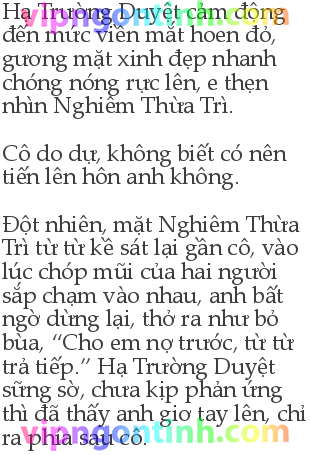 Hạ Trường Duyệt cảm động
đến mức viền mắt hoen đỏ,
gương mặt xinh đẹp nhanh
chóng nóng rực lên, e thẹn
nhìn Nghiêm Thừa Trì.
Cô do dự, không biết có nên
tiến lên hôn anh không.
Đột nhiên, mặt Nghiêm Thừa
Trì từ từ kề sát lại gần cô, vào
lúc chóp mũi của hai người
sắp chạm vào nhau, anh bất
ngờ dừng lại, thở ra như bỏ
bùa, “Cho em nợ trước, từ từ
trả tiếp.” Hạ Trường Duyệt
sững sờ, chưa kịp phản ứng
thì đã thấy anh giơ tay lên, chỉ
ra phía sau cô.
vipngontinh.com
vipngontinh.com